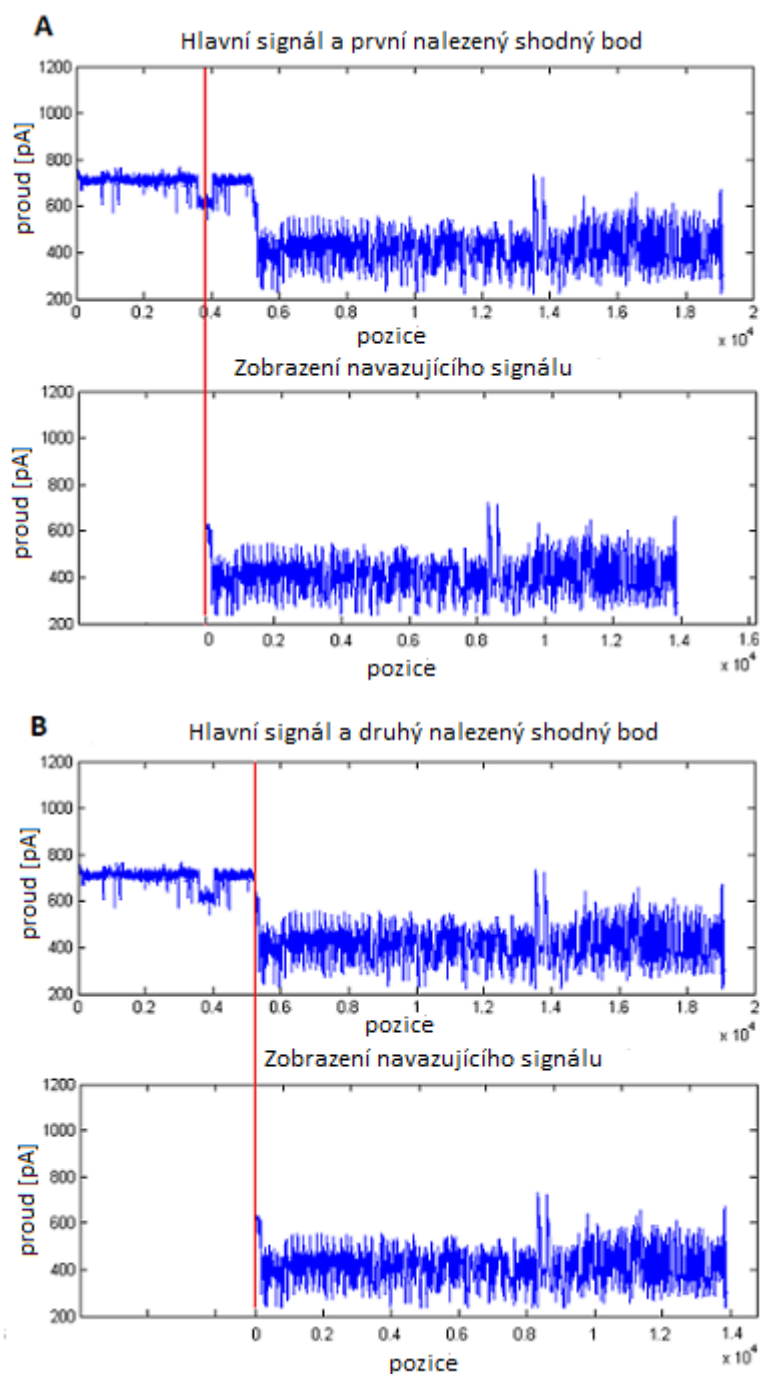 A
Hlavní signál a první nalezený shodný bod
1200
1000
800
600
400
200
proud [pA]
0 0.2 0.4 0.6 0.8 1 1.2 1.4 1.6 1.8 2
x 10^4
pozice
Zobrazení navazujícího signálu
1200
1000
800
600
400
200
proud [pA]
0 0.2 0.4 0.6 0.8 1 1.2 1.4 1.6
x 10^4
pozice
B
Hlavní signál a druhý nalezený shodný bod
1200
1000
800
600
400
200
proud [pA]
0 0.2 0.4 0.6 0.8 1 1.2 1.4 1.6 1.8 2
x 10^4
pozice
Zobrazení navazujícího signálu
1200
1000
800
600
400
200
proud [pA]
0 0.2 0.4 0.6 0.8 1 1.2 1.4
x 10^4
pozice